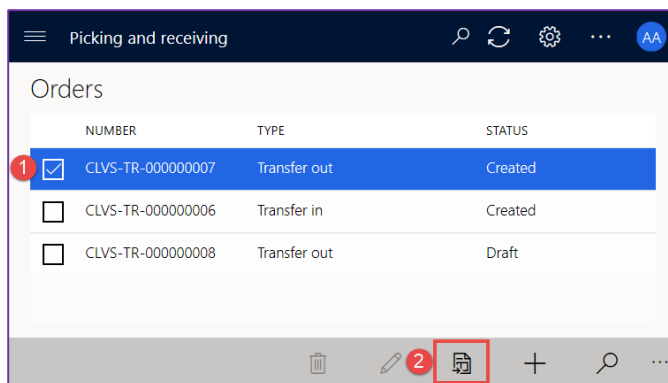 Picking and receiving
AA
Orders
NUMBER TYPE STATUS
1 CLVS-TR-000000007 Transfer out Created
CLVS-TR-000000006 Transfer in Created
CLVS-TR-000000008 Transfer out Draft
2